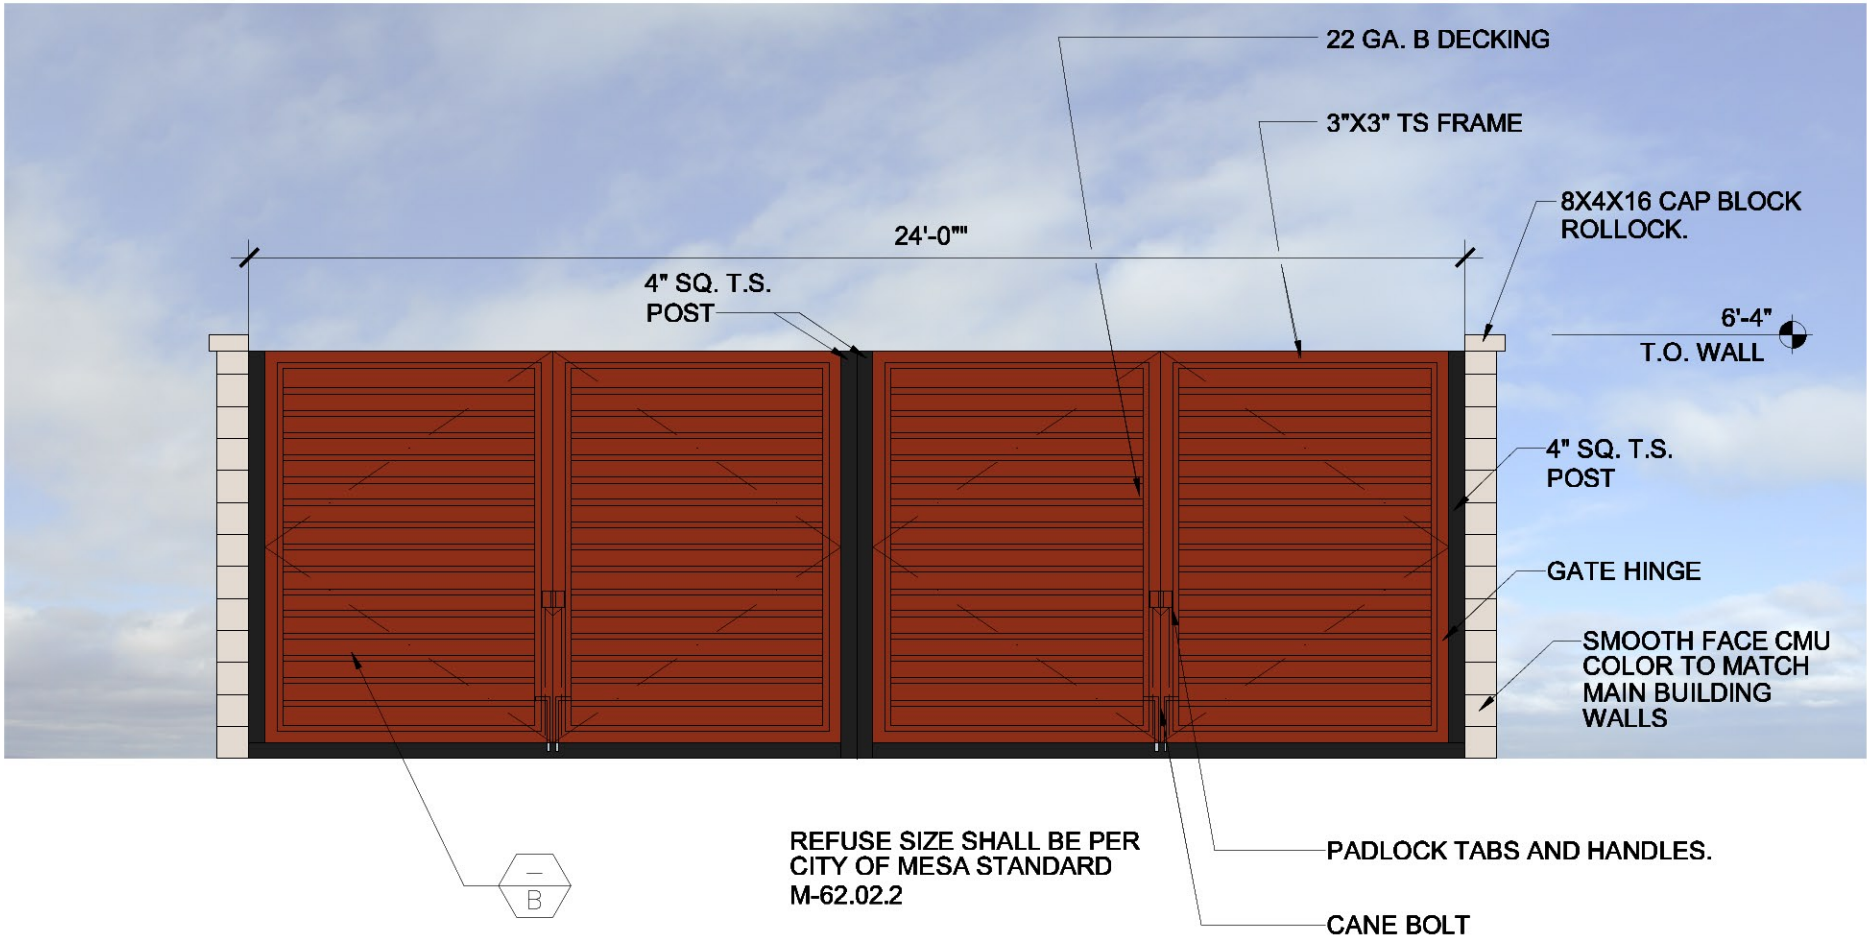 22 GA. B DECKING
3"X3" TS FRAME
8X4X16 CAP BLOCK
ROLLOCK.
24'-0""
4" SQ. T.S.
POST
6'-4"
T.O. WALL
4" SQ. T.S.
POST
GATE HINGE
SMOOTH FACE CMU
COLOR TO MATCH
MAIN BUILDING
WALLS
REFUSE SIZE SHALL BE PER
CITY OF MESA STANDARD
M-62.02.2
PADLOCK TABS AND HANDLES.
—
B
CANE BOLT